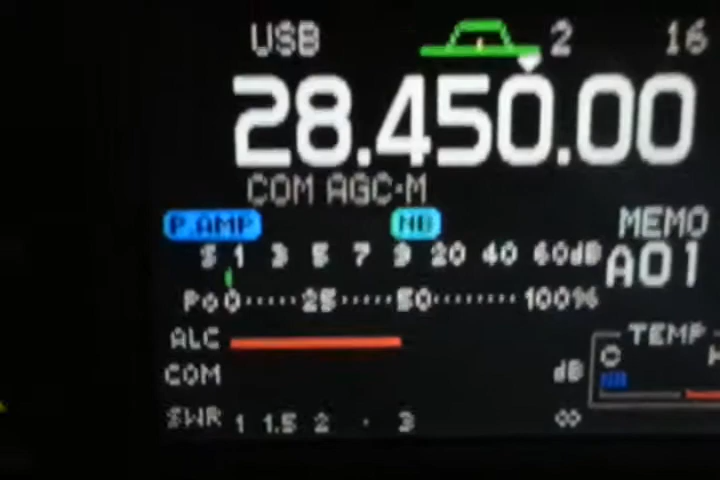 USB 2 16
28.450.00
COM AGC-M
P.AMP NB MEMO
S 1 3 5 7 9 20 40 60dB A01
Po 0 25 50 100%
ALC TEMP
COM dB C
SWR 1 1.5 2 · 3 ∞